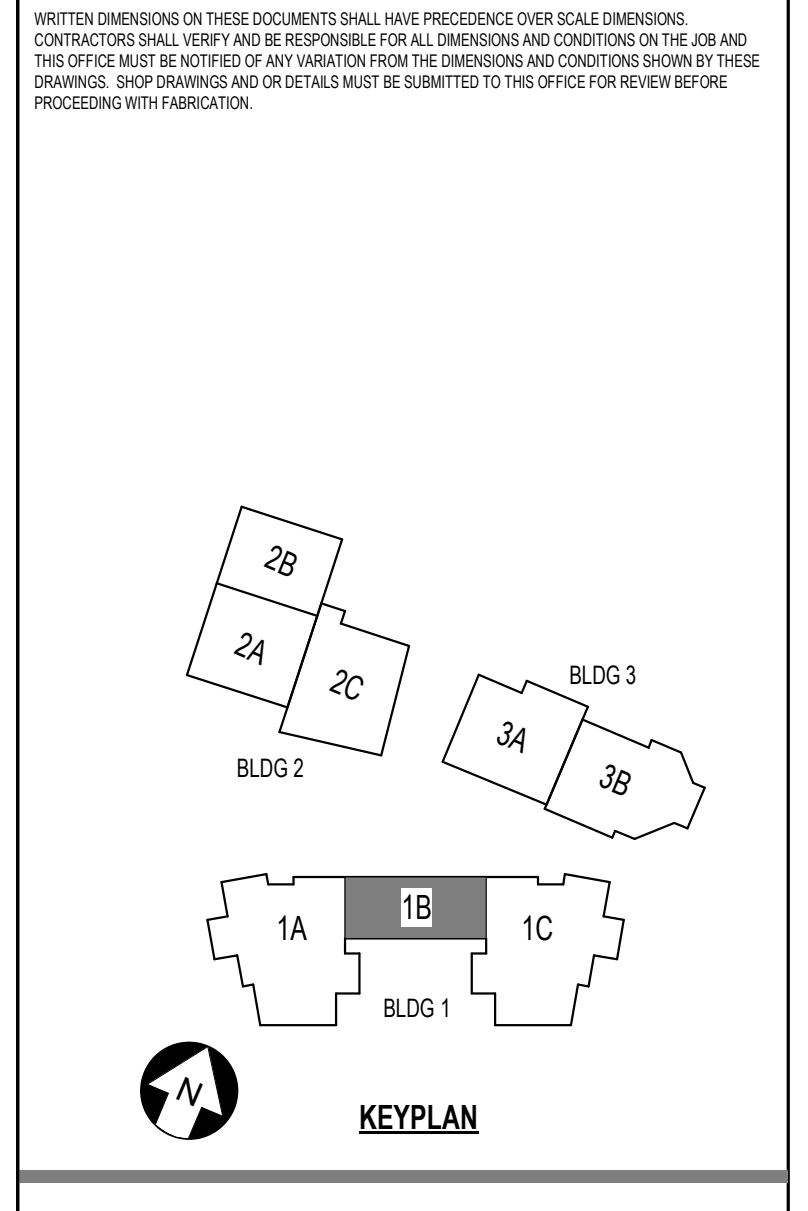 WRITTEN DIMENSIONS ON THESE DOCUMENTS SHALL HAVE PRECEDENCE OVER SCALE DIMENSIONS.
CONTRACTORS SHALL VERIFY AND BE RESPONSIBLE FOR ALL DIMENSIONS AND CONDITIONS ON THE JOB AND
THIS OFFICE MUST BE NOTIFIED OF ANY VARIATION FROM THE DIMENSIONS AND CONDITIONS SHOWN BY THESE
DRAWINGS. SHOP DRAWINGS AND OR DETAILS MUST BE SUBMITTED TO THIS OFFICE FOR REVIEW BEFORE
PROCEEDING WITH FABRICATION.
2B
2A
2C
BLDG 2
BLDG 3
3A
3B
1A
1B
1C
BLDG 1
N
KEYPLAN